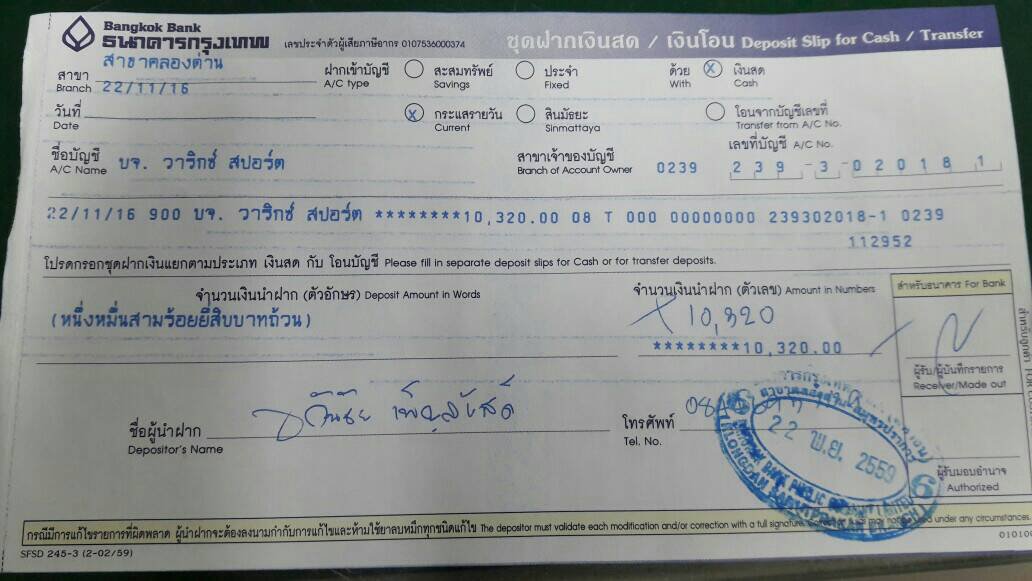 Bangkok Bank
ธนาคารกรุงเทพ เลขประจำตัวผู้เสียภาษีอากร 0107536000374 ชุดฝากเงินสด / เงินโอน Deposit Slip for Cash / Transfer
สาขาคลองด่าน
สาขา Branch 22/11/16 ฝากเข้าบัญชี A/C type สะสมทรัพย์ Savings ประจำ Fixed ด้วย With X เงินสด Cash
วันที่ Date X กระแสรายวัน Current สินมัธยะ Sinmattaya โอนจากบัญชีเลขที่ Transfer from A/C No.
ชื่อบัญชี A/C Name บจ. วาริกซ์ สปอร์ต สาขาเจ้าของบัญชี Branch of Account Owner 0239 เลขที่บัญชี A/C No. 239-3-02018 1
22/11/16 900 บจ. วาริกซ์ สปอร์ต ********10,320.00 08 T 000 00000000 239302018-1 0239
112952
โปรดกรอกชุดฝากเงินแยกตามประเภท เงินสด กับ โอนบัญชี Please fill in separate deposit slips for Cash or for transfer deposits.
จำนวนเงินนำฝาก (ตัวอักษร) Deposit Amount in Words จำนวนเงินนำฝาก (ตัวเลข) Amount in Numbers สำหรับธนาคาร For Bank
(หนึ่งหมื่นสามร้อยยี่สิบบาทถ้วน) 10,320
********10,320.00
ผู้รับ/ผู้บันทึกรายการ
Receiver/Made out
ชื่อผู้นำฝาก Depositor's Name โทรศัพท์ Tel. No. 08
22 พ.ย. 2559
ผู้รับมอบอำนาจ
Authorized
กรณีมีการแก้ไขรายการที่ผิดพลาด ผู้นำฝากจะต้องลงนามกำกับการแก้ไขและห้ามใช้ยาลบหมึกทุกชนิดแก้ไข The depositor must validate each modification and/or correction with a full signature. under any circumstances.
SFSD 245-3 (2-02/59) 010100